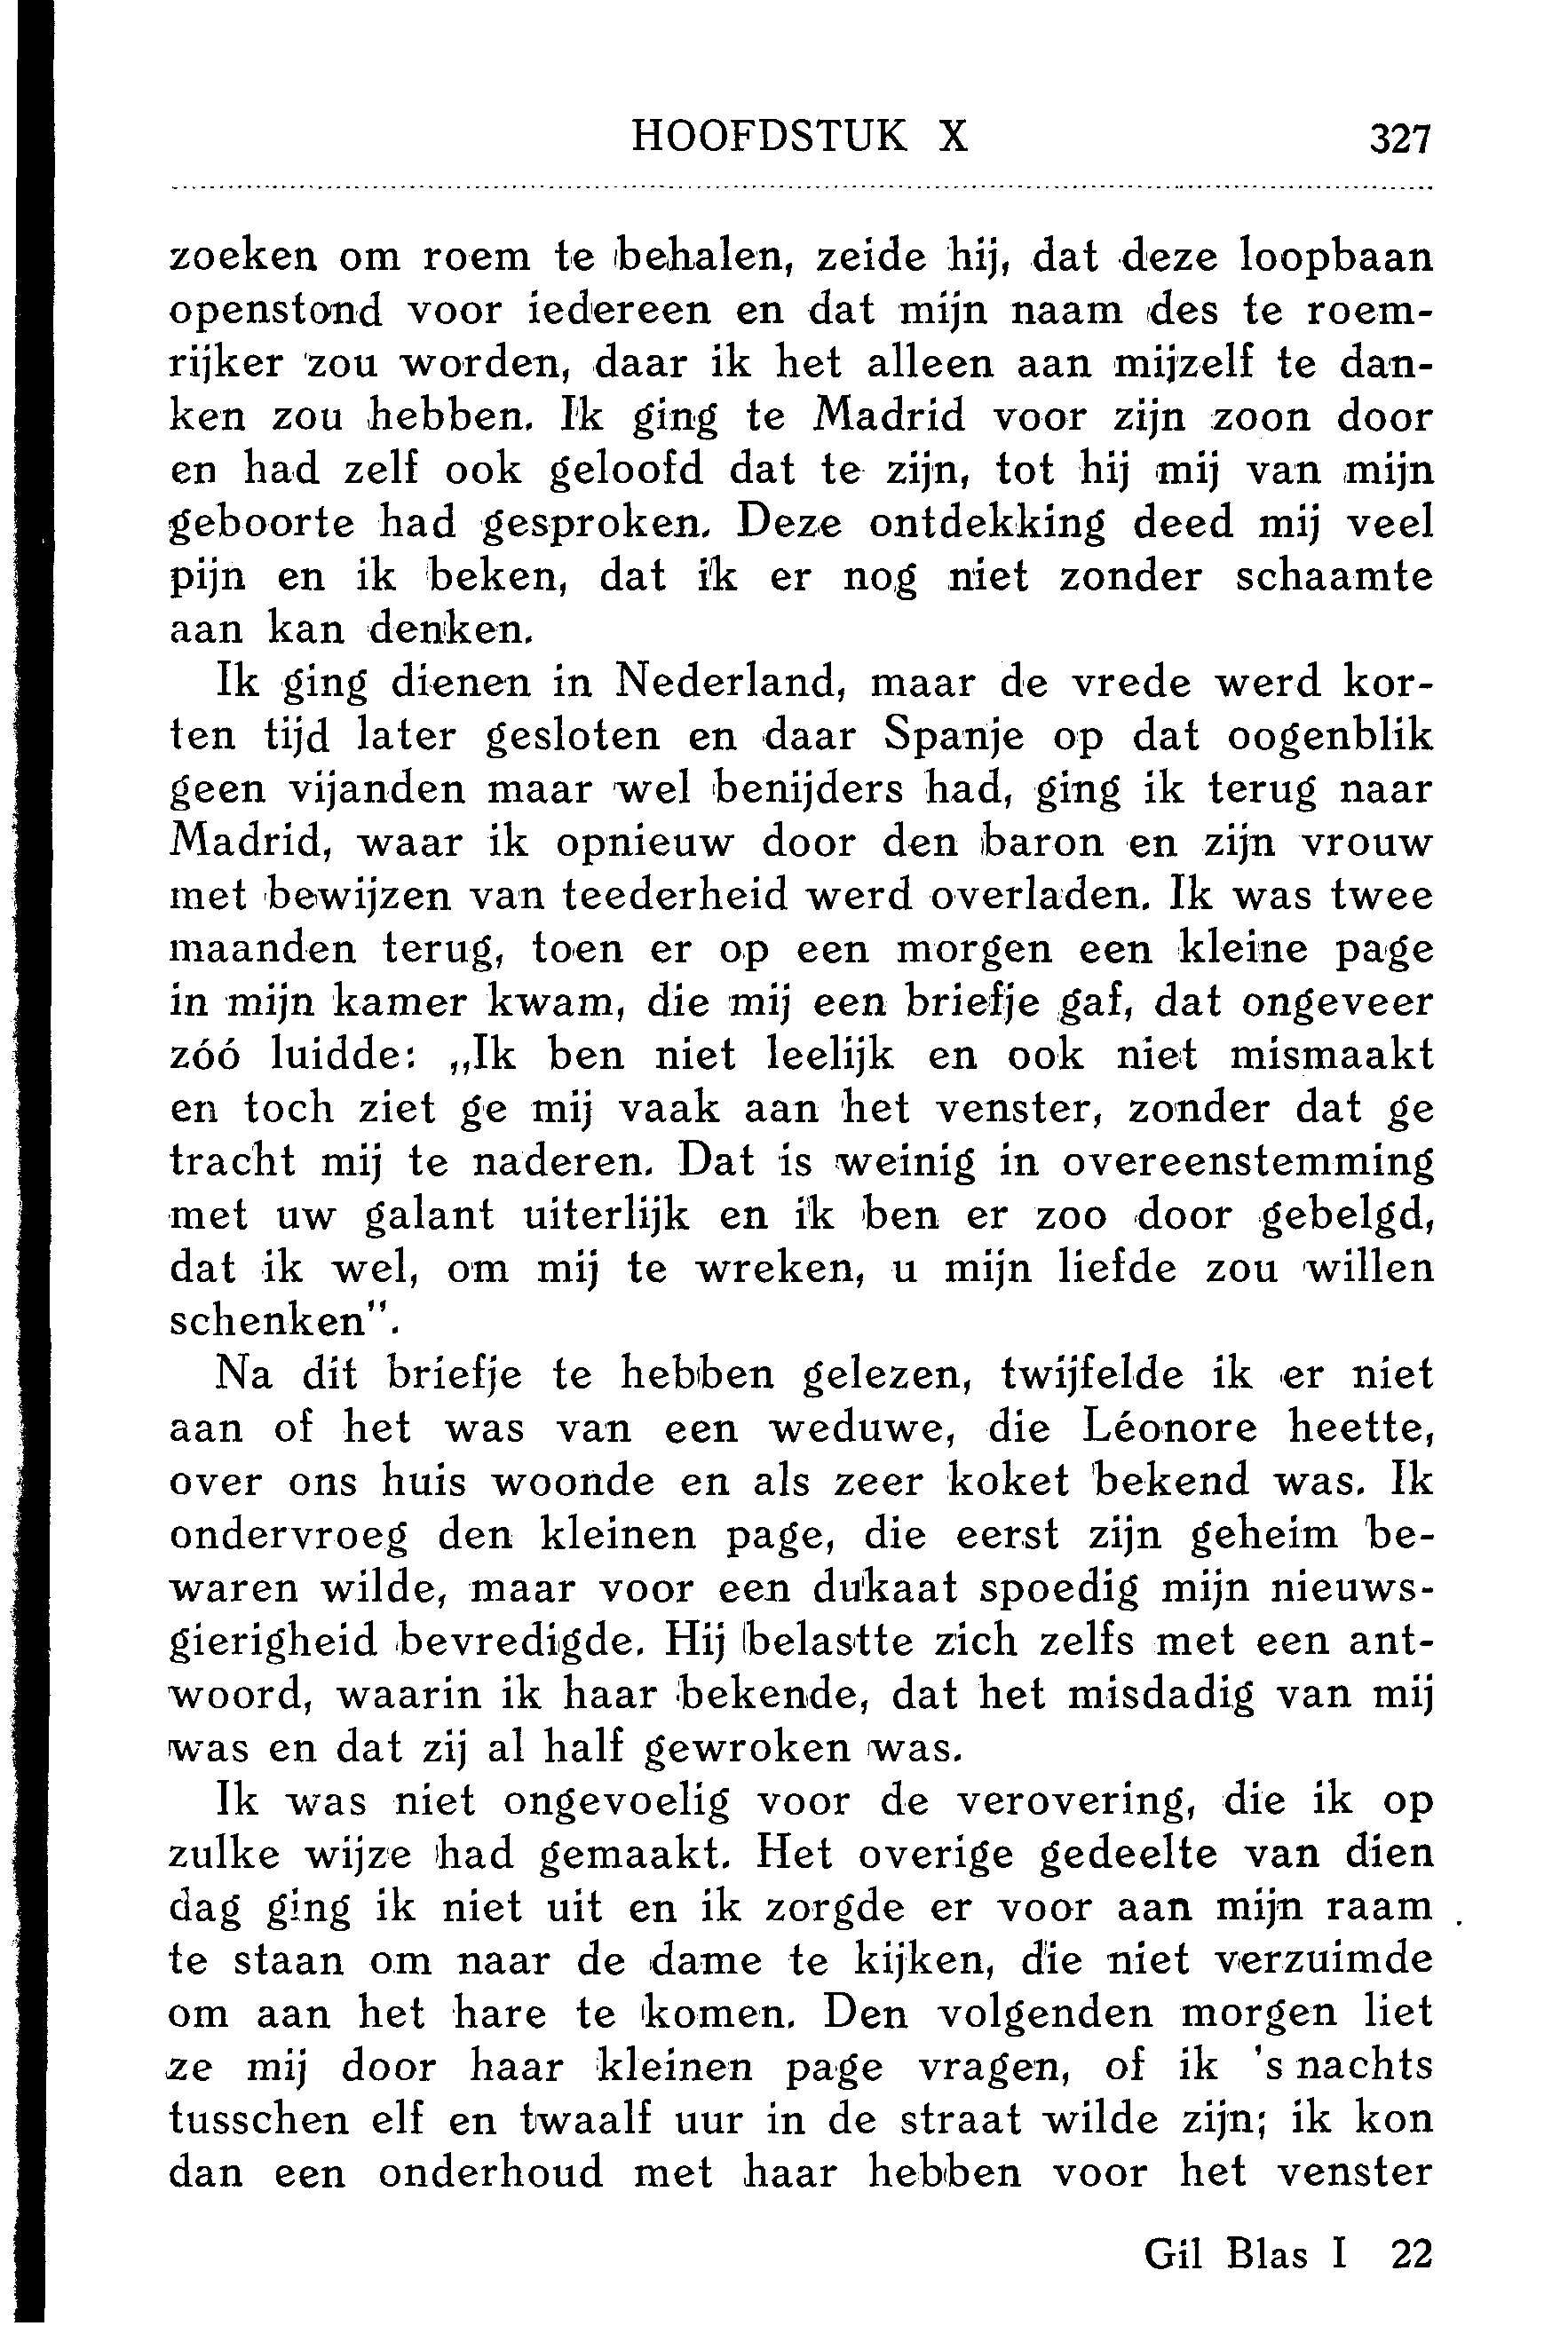 HOOFDSTUK X 327
zoeken om roem te behalen, zeide hij, dat deze loopbaan
openstond voor iedereen en dat mijn naam des te roem-
rijker zou worden, daar ik het alleen aan mijzelf te dan-
ken zou hebben. Ik ging te Madrid voor zijn zoon door
en had zelf ook geloofd dat te zijn, tot hij mij van mijn
geboorte had gesproken. Deze ontdekking deed mij veel
pijn en ik beken, dat ik er nog niet zonder schaamte
aan kan denken.
Ik ging dienen in Nederland, maar de vrede werd kor-
ten tijd later gesloten en daar Spanje op dat oogenblik
geen vijanden maar wel benijders had, ging ik terug naar
Madrid, waar ik opnieuw door den baron en zijn vrouw
met bewijzen van teederheid werd overladen. Ik was twee
maanden terug, toen er op een morgen een kleine page
in mijn kamer kwam, die mij een briefje gaf, dat ongeveer
zóó luidde: „Ik ben niet leelijk en ook niet mismaakt
en toch ziet ge mij vaak aan het venster, zonder dat ge
tracht mij te naderen. Dat is weinig in overeenstemming
met uw galant uiterlijk en ik ben er zoo door gebelgd,
dat ik wel, om mij te wreken, u mijn liefde zou willen
schenken".
Na dit briefje te hebben gelezen, twijfelde ik er niet
aan of het was van een weduwe, die Léonore heette,
over ons huis woonde en als zeer koket bekend was. Ik
ondervroeg den kleinen page, die eerst zijn geheim be-
waren wilde, maar voor een dukaat spoedig mijn nieuws-
gierigheid bevredigde. Hij belastte zich zelfs met een ant-
woord, waarin ik haar bekende, dat het misdadig van mij
was en dat zij al half gewroken was.
Ik was niet ongevoelig voor de verovering, die ik op
zulke wijze had gemaakt. Het overige gedeelte van dien
dag ging ik niet uit en ik zorgde er voor aan mijn raam
te staan om naar de dame te kijken, die niet verzuimde
om aan het hare te komen. Den volgenden morgen liet
ze mij door haar kleinen page vragen, of ik 's nachts
tusschen elf en twaalf uur in de straat wilde zijn; ik kon
dan een onderhoud met haar hebben voor het venster
Gil Blas I 22